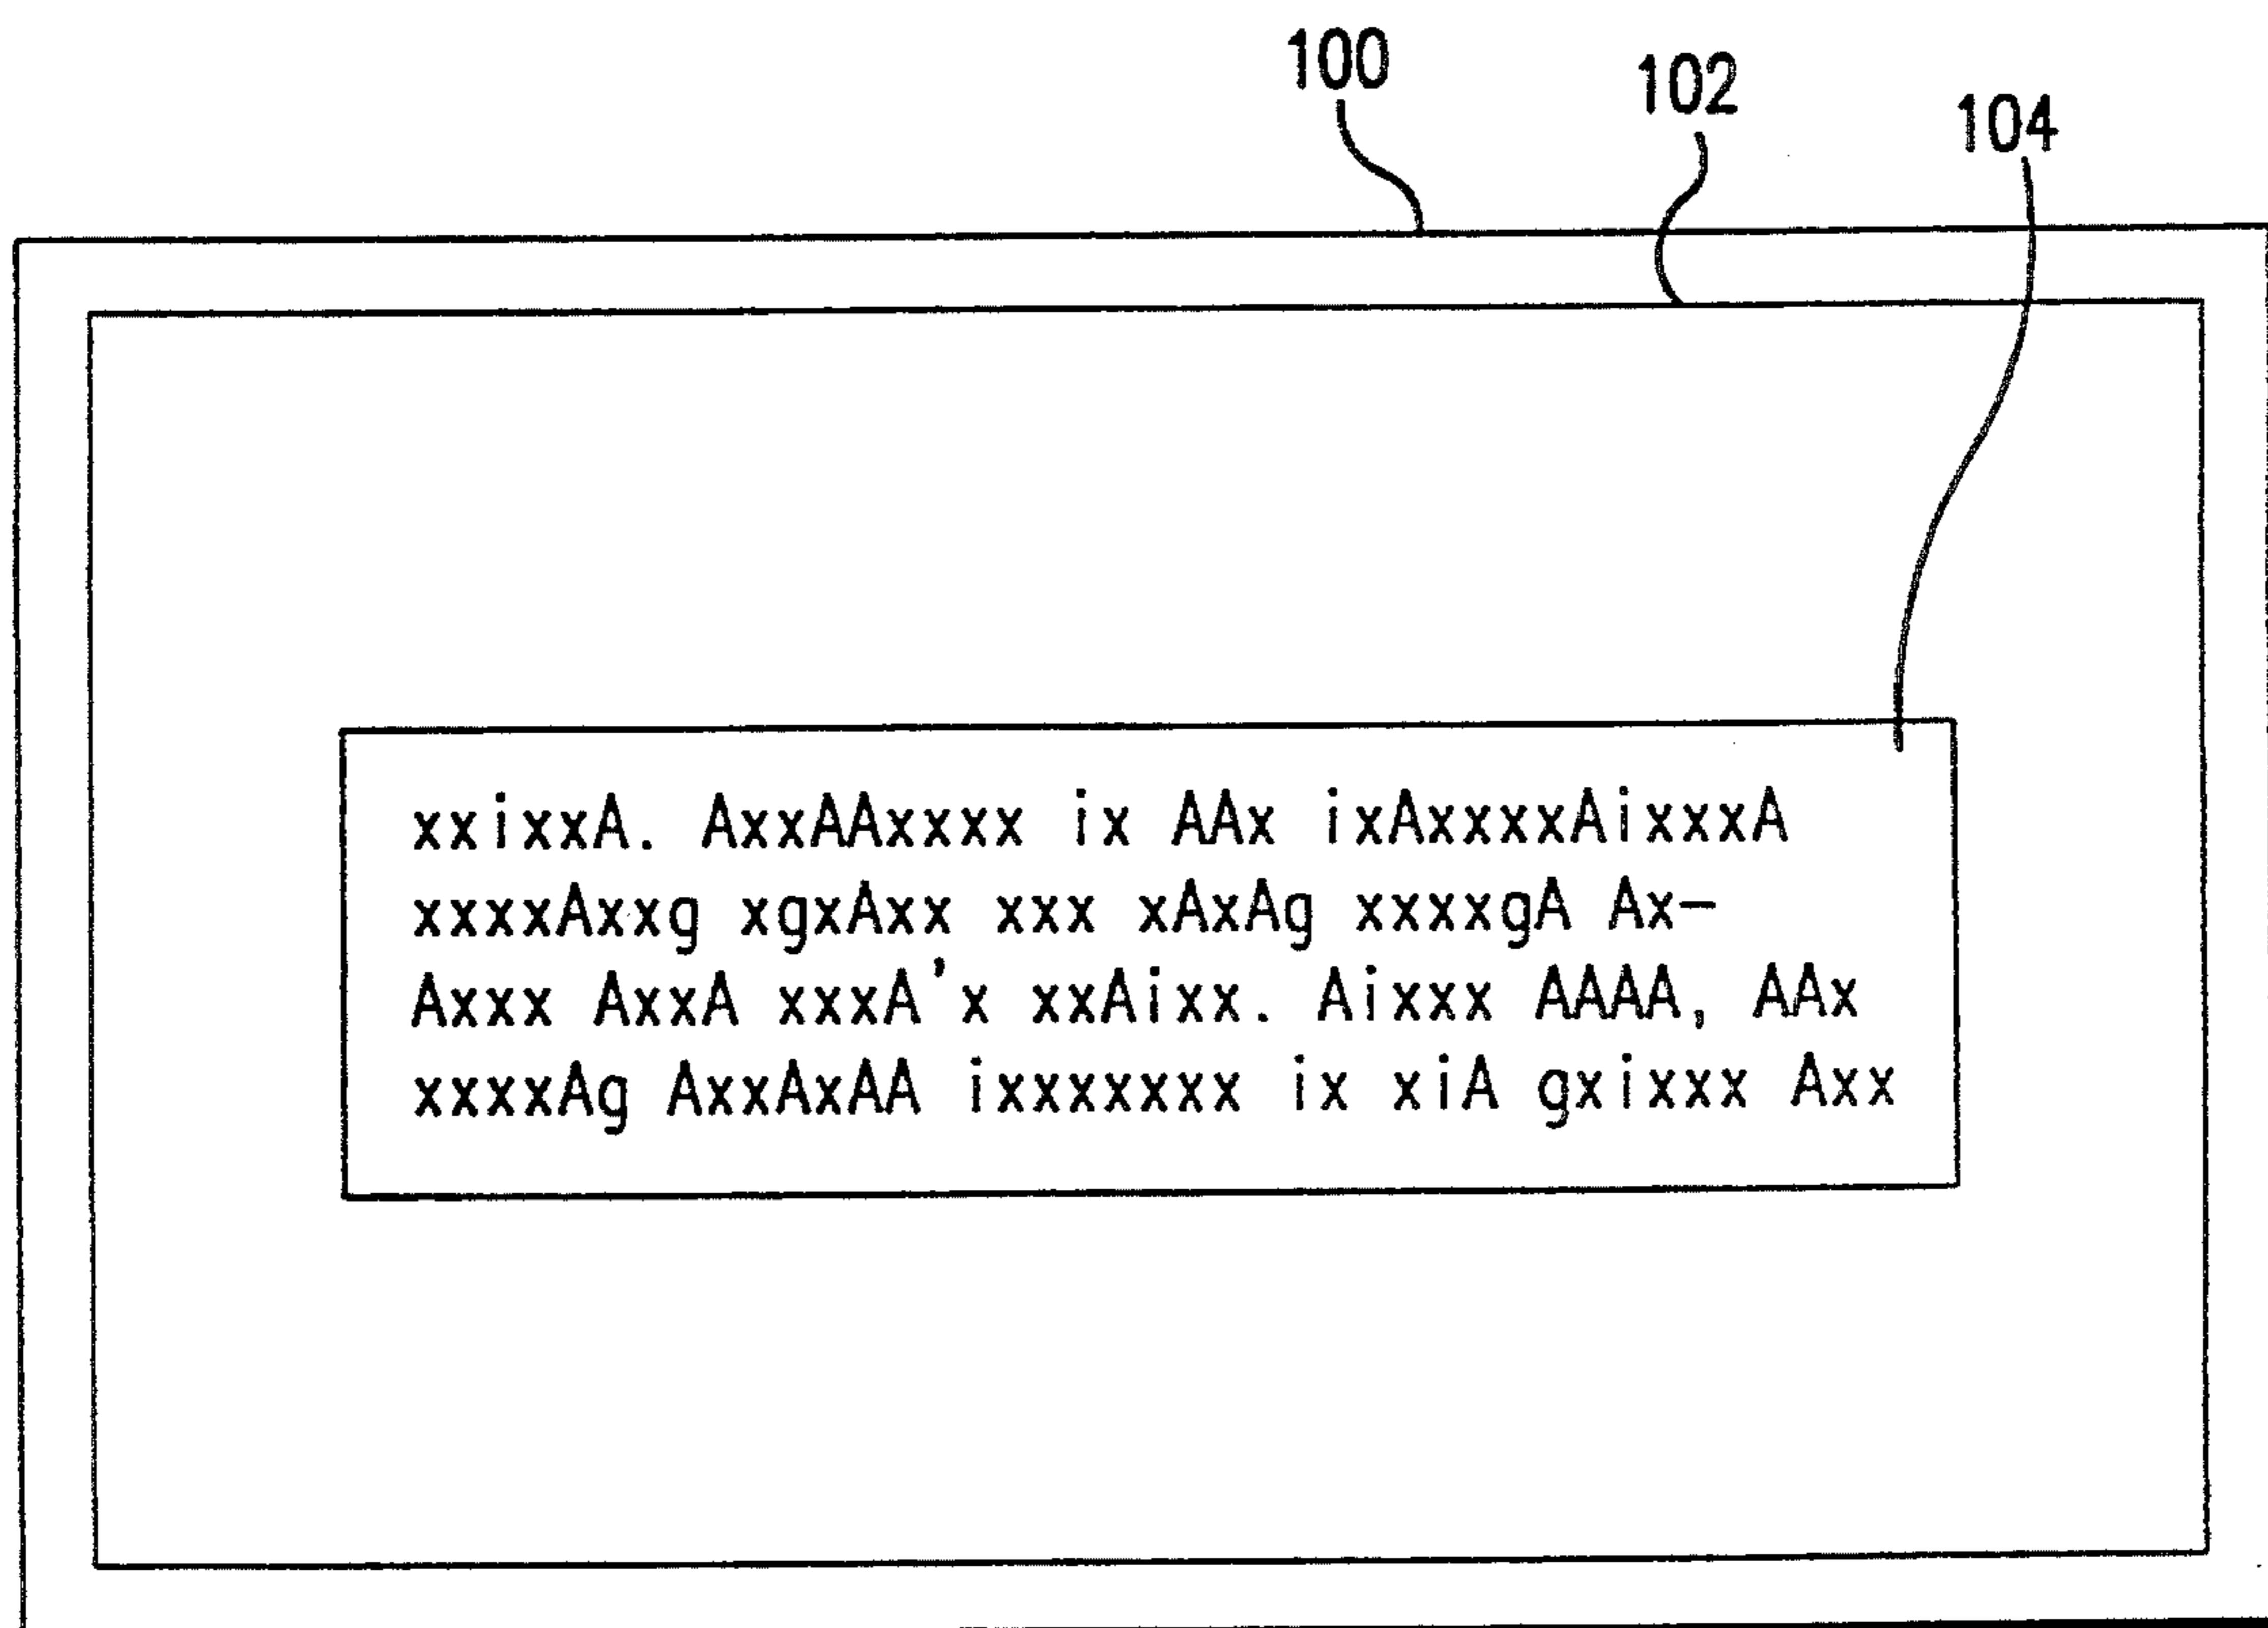 100
102
104
xxixxA. AxxAAxxxx ix AAx ixAxxxxAixxxA
xxxxAxxg xgxAxx xxx xAxAg xxxxgA Ax-
Axxx AxxA xxxA'x xxAixx. Aixxx AAAA, AAx
xxxxAg AxxAxAA ixxxxxxx ix xiA gxixxx Axx